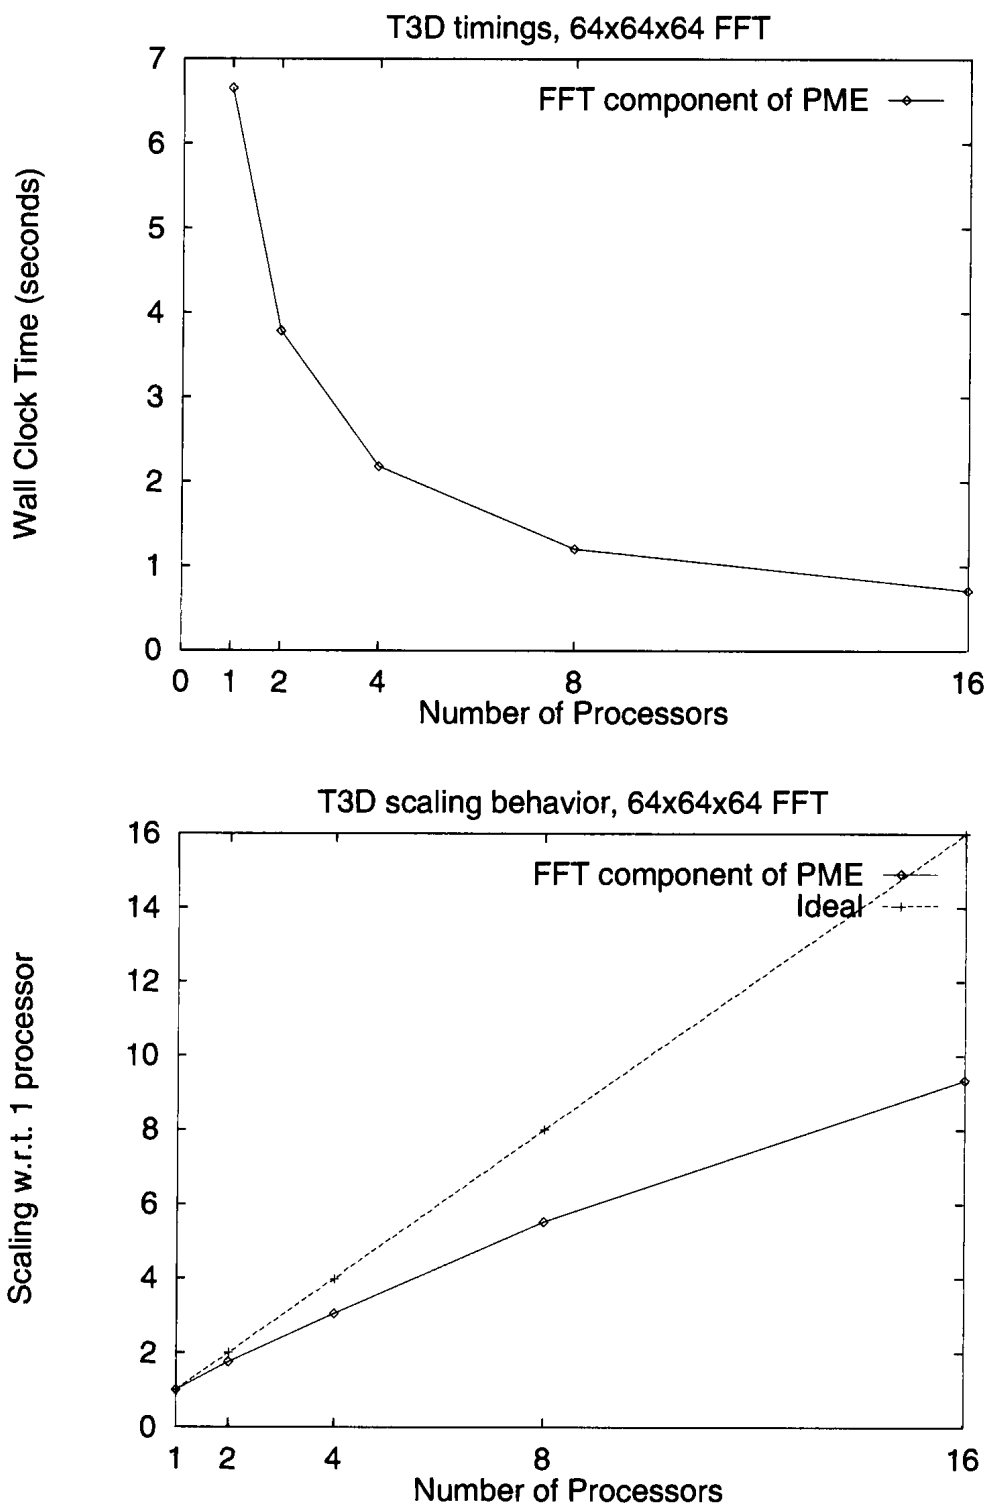 T3D timings, 64x64x64 FFT
7
FFT component of PME
6
5
4
3
2
1
0
Wall Clock Time (seconds)
0 1 2 4 8 16
Number of Processors
T3D scaling behavior, 64x64x64 FFT
16
FFT component of PME
Ideal
14
12
10
8
6
4
2
0
Scaling w.r.t. 1 processor
1 2 4 8 16
Number of Processors